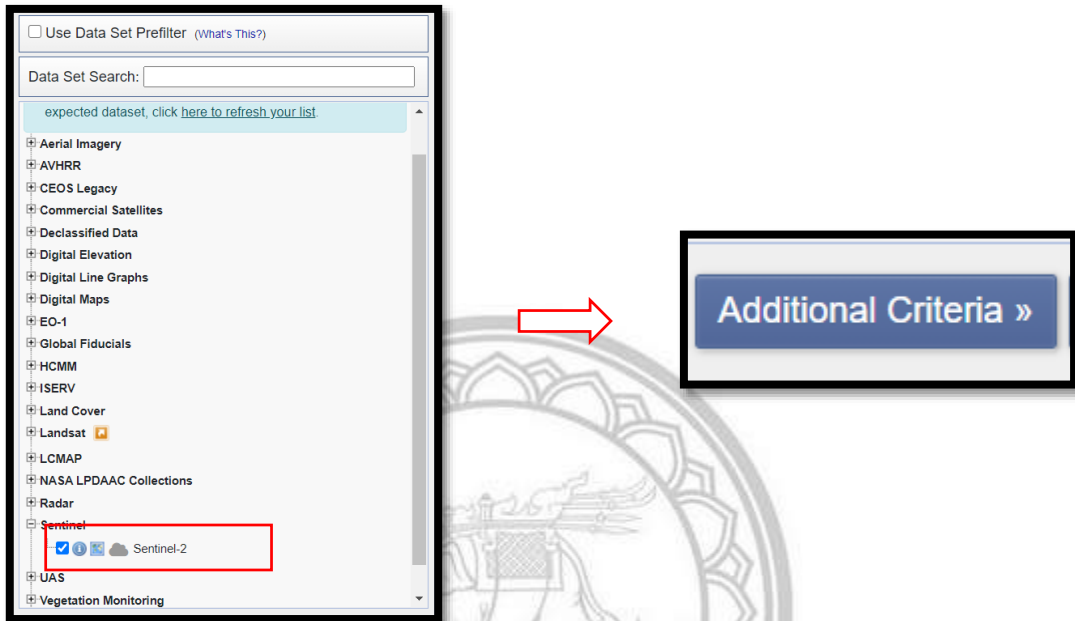 Use Data Set Prefilter (What's This?)
Data Set Search:
expected dataset, click here to refresh your list.
Aerial Imagery
AVHRR
CEOS Legacy
Commercial Satellites
Declassified Data
Digital Elevation
Digital Line Graphs
Digital Maps
EO-1
Global Fiducials
HCMM
ISERV
Land Cover
Landsat
LCMAP
NASA LPDAAC Collections
Radar
Sentinel
Sentinel-2
UAS
Vegetation Monitoring
Additional Criteria »